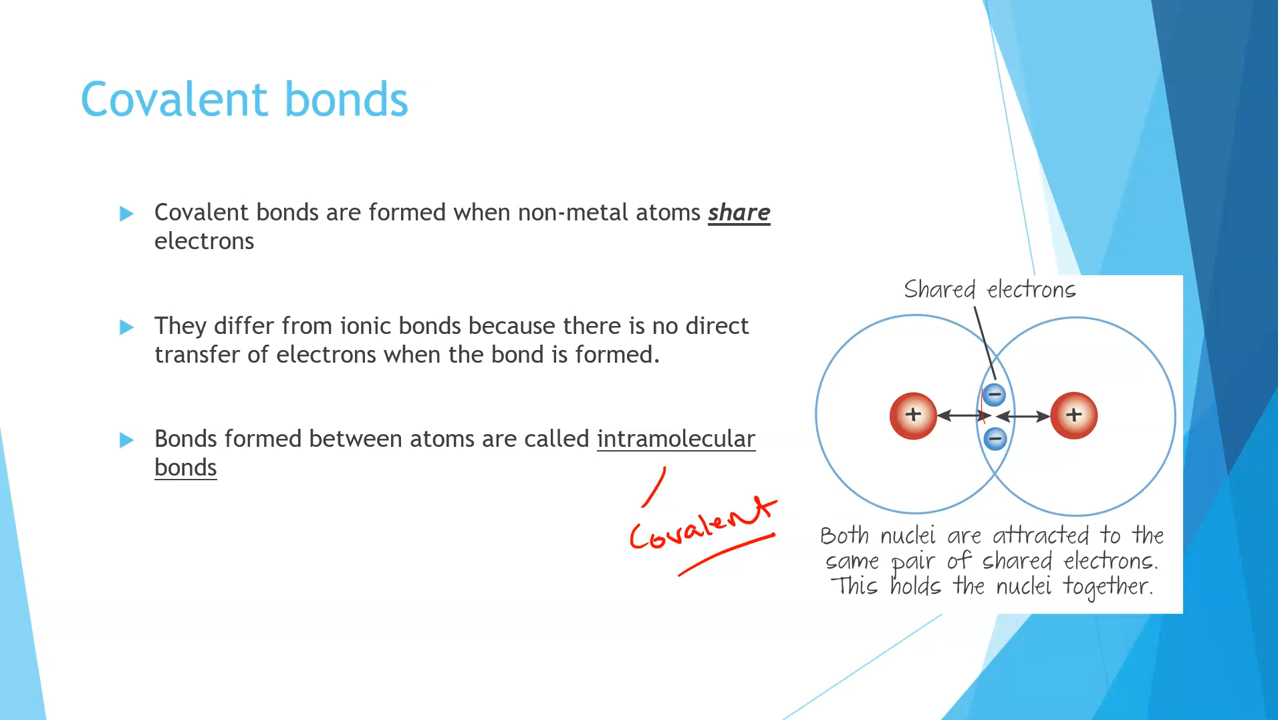 Covalent bonds
Covalent bonds are formed when non-metal atoms share
electrons
They differ from ionic bonds because there is no direct
transfer of electrons when the bond is formed.
Bonds formed between atoms are called intramolecular
bonds
Covalent
Shared electrons
+
−
−
+
Both nuclei are attracted to the
same pair of shared electrons.
This holds the nuclei together.